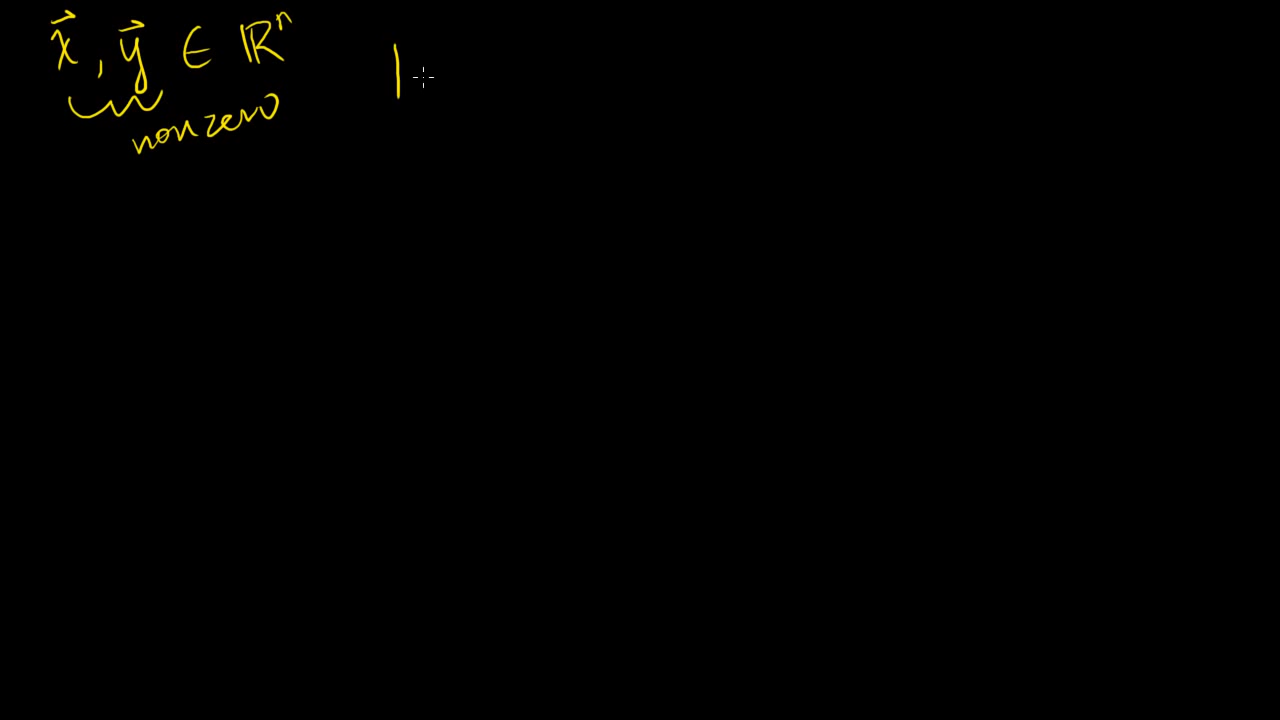 x⃗, y⃗ ∈ ℝⁿ |
nonzero